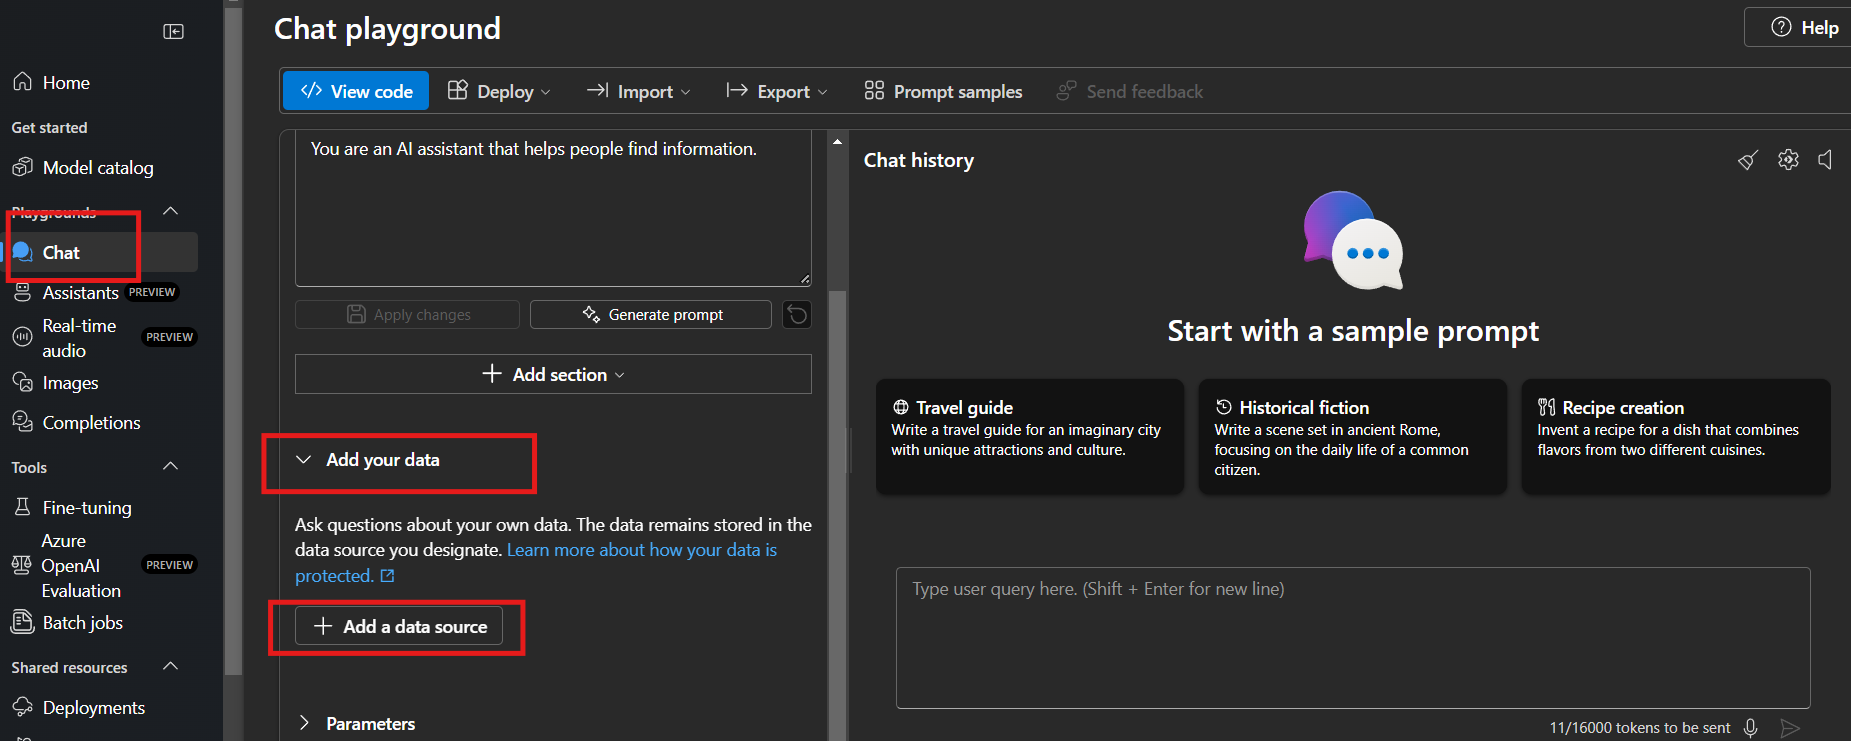 Home
Get started
Model catalog
Playgrounds
Chat
Assistants PREVIEW
Real-time
audio
PREVIEW
Images
Completions
Tools
Fine-tuning
Azure
OpenAI
Evaluation
PREVIEW
Batch jobs
Shared resources
Deployments
Chat playground
Help
View code
Deploy
Import
Export
Prompt samples
Send feedback
You are an AI assistant that helps people find information.
Apply changes
Generate prompt
Add section
Add your data
Ask questions about your own data. The data remains stored in the
data source you designate. Learn more about how your data is
protected.
Add a data source
Parameters
Chat history
Start with a sample prompt
Travel guide
Write a travel guide for an imaginary city
with unique attractions and culture.
Historical fiction
Write a scene set in ancient Rome,
focusing on the daily life of a common
citizen.
Recipe creation
Invent a recipe for a dish that combines
flavors from two different cuisines.
Type user query here. (Shift + Enter for new line)
11/16000 tokens to be sent